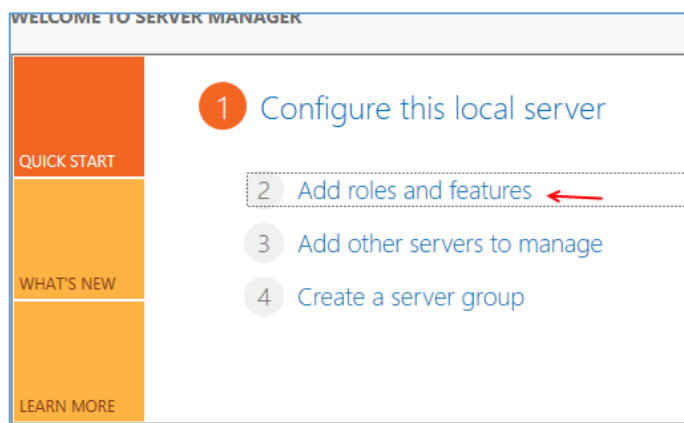 WELCOME TO SERVER MANAGER
1 Configure this local server
QUICK START
2 Add roles and features
3 Add other servers to manage
WHAT'S NEW
4 Create a server group
LEARN MORE